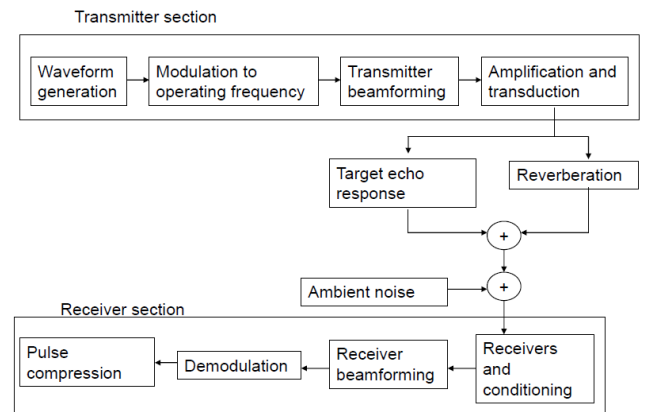 Transmitter section
Waveform
generation
Modulation to
operating frequency
Transmitter
beamforming
Amplification and
transduction
Target echo
response
Reverberation
+
Ambient noise
+
Receiver section
Pulse
compression
Demodulation
Receiver
beamforming
Receivers
and
conditioning